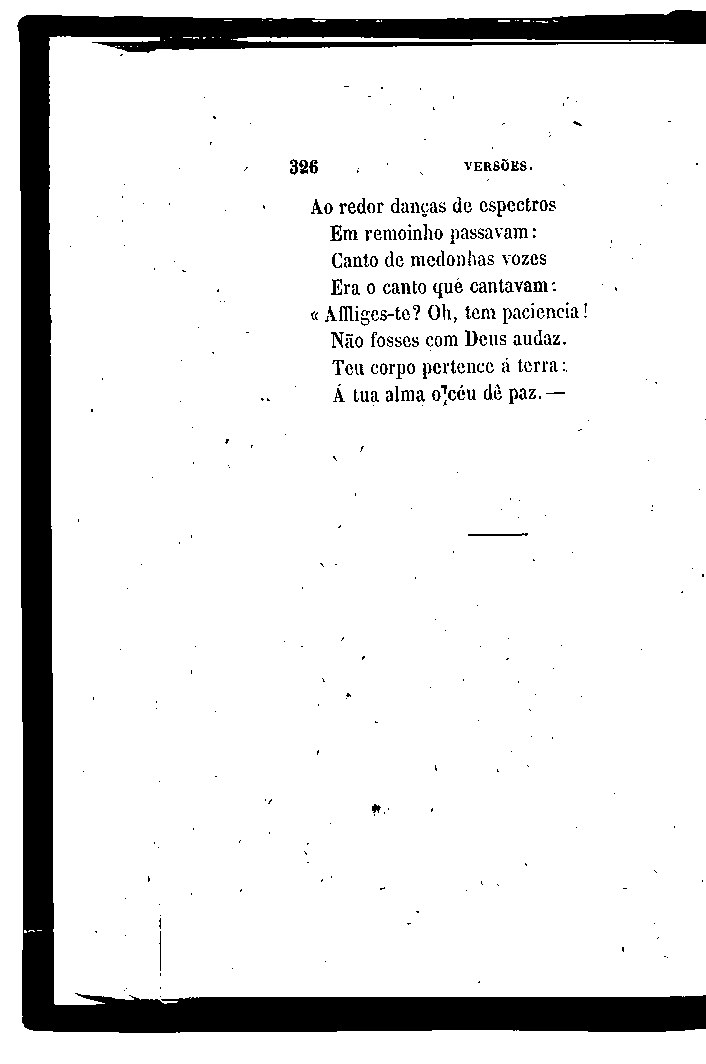 326 VERSÕES.
Ao redor danças de espectros
Em remoinho passavam:
Canto de medonhas vozes
Era o canto qué cantavam:
« Affliges-te? Oh, tem paciencia!
Não fosses com Deus audaz.
Teu corpo pertence á terra:
Á tua alma o céu dê paz.—